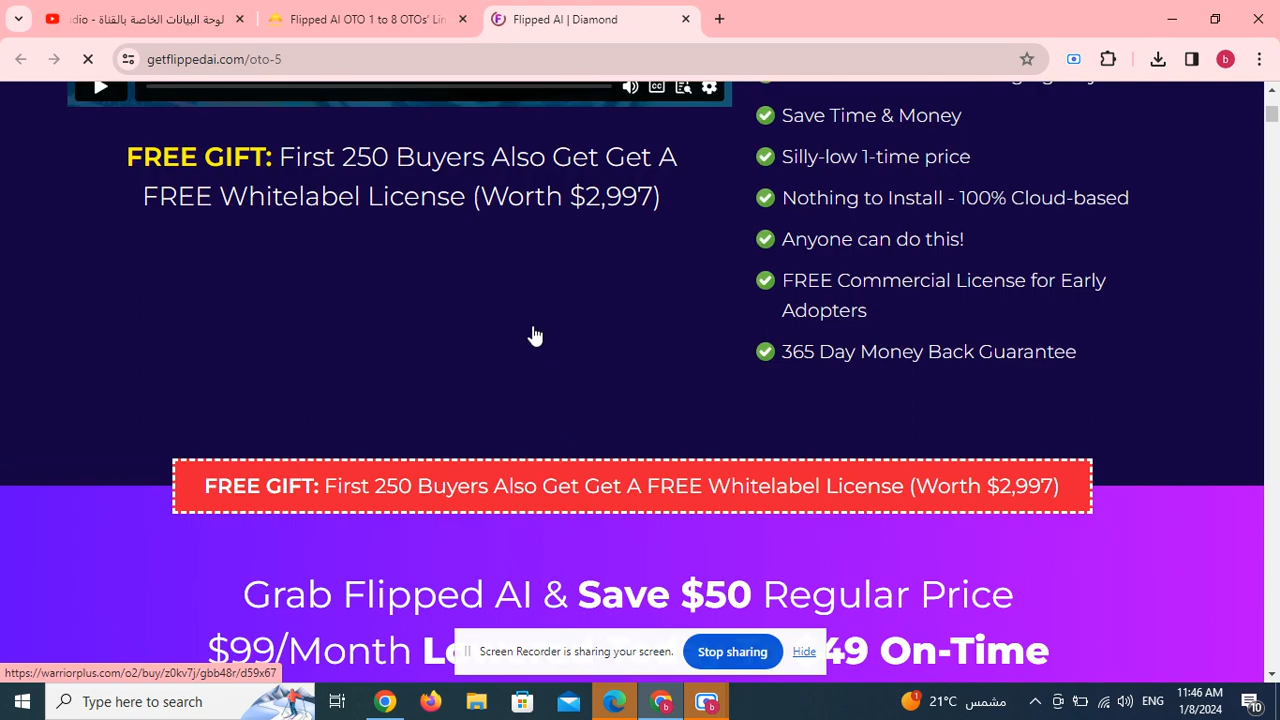 لوحة البيانات الخاصة بالقناة - dio
Flipped AI OTO 1 to 8 OTOs' Lin
Flipped AI | Diamond
getflippedai.com/oto-5
Save Time & Money
FREE GIFT: First 250 Buyers Also Get Get A
FREE Whitelabel License (Worth $2,997)
Silly-low 1-time price
Nothing to Install - 100% Cloud-based
Anyone can do this!
FREE Commercial License for Early
Adopters
365 Day Money Back Guarantee
FREE GIFT: First 250 Buyers Also Get Get A FREE Whitelabel License (Worth $2,997)
Grab Flipped AI & Save $50 Regular Price
$99/Month Lo 49 On-Time
Screen Recorder is sharing your screen.
Stop sharing
Hide
https://warriorplus.com/o2/buy/z0kv7j/gbb48r/d59x67
Type here to search
1
21°C مشمس
ENG
11:46 AM
1/8/2024
10